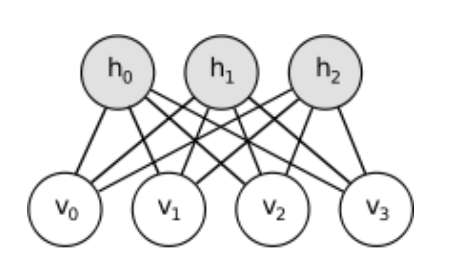 h₀ h₁ h₂
v₀ v₁ v₂ v₃